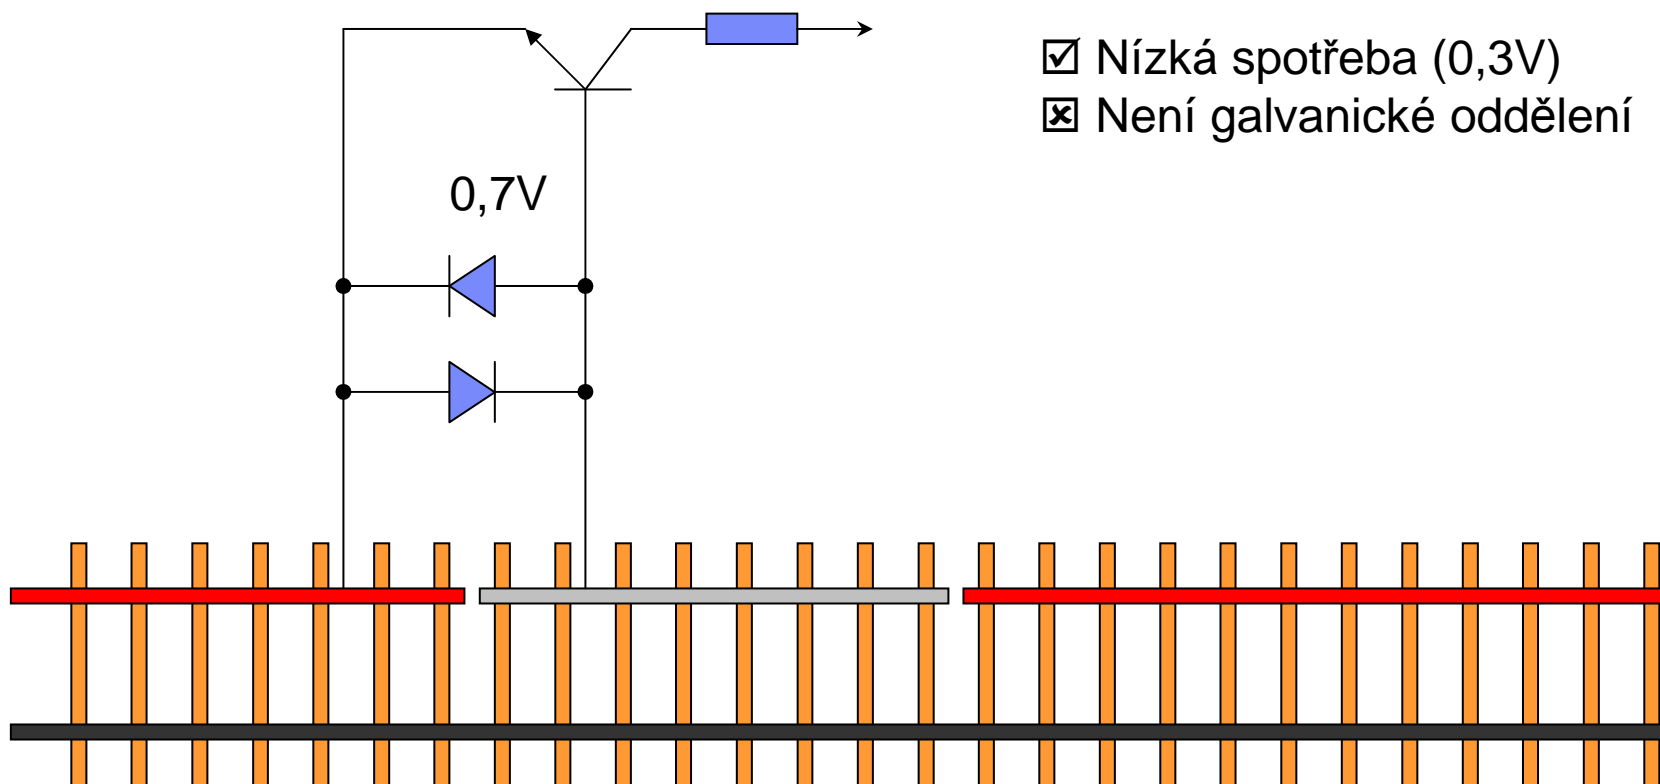 ☑ Nízká spotřeba (0,3V)
☒ Není galvanické oddělení
0,7V